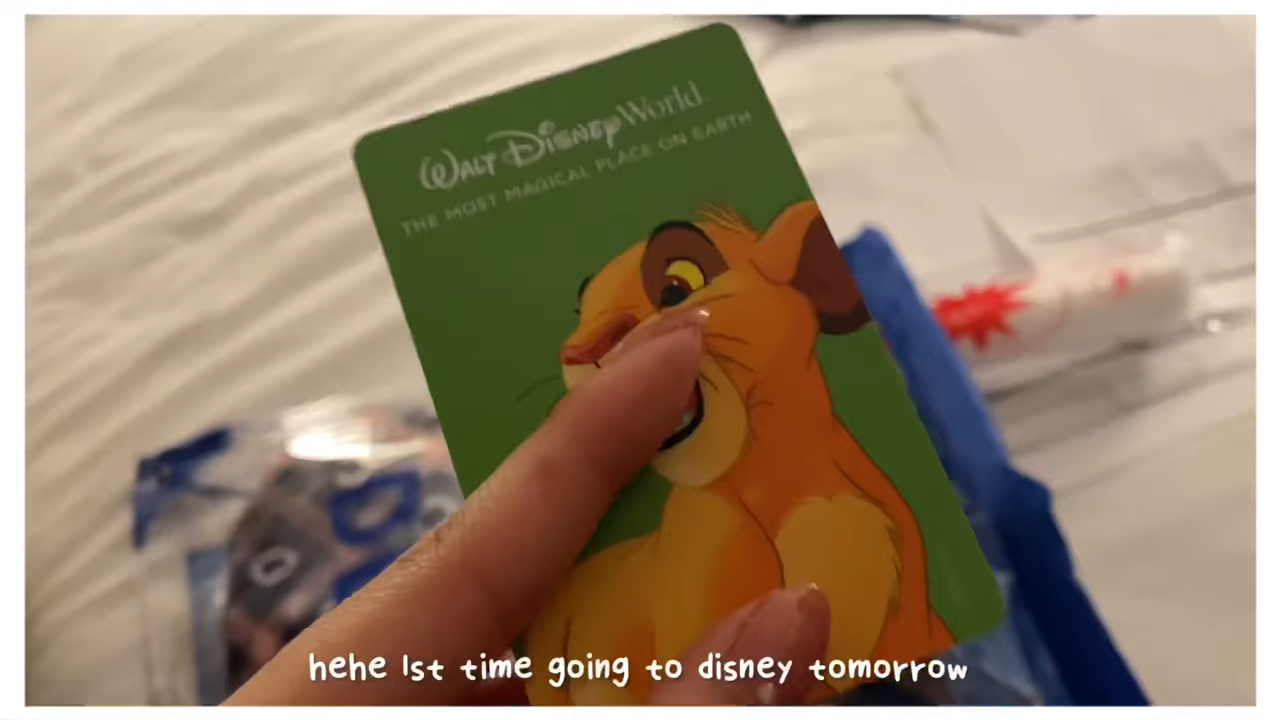 WALT DISNEY World
THE MOST MAGICAL PLACE ON EARTH
hehe 1st time going to disney tomorrow